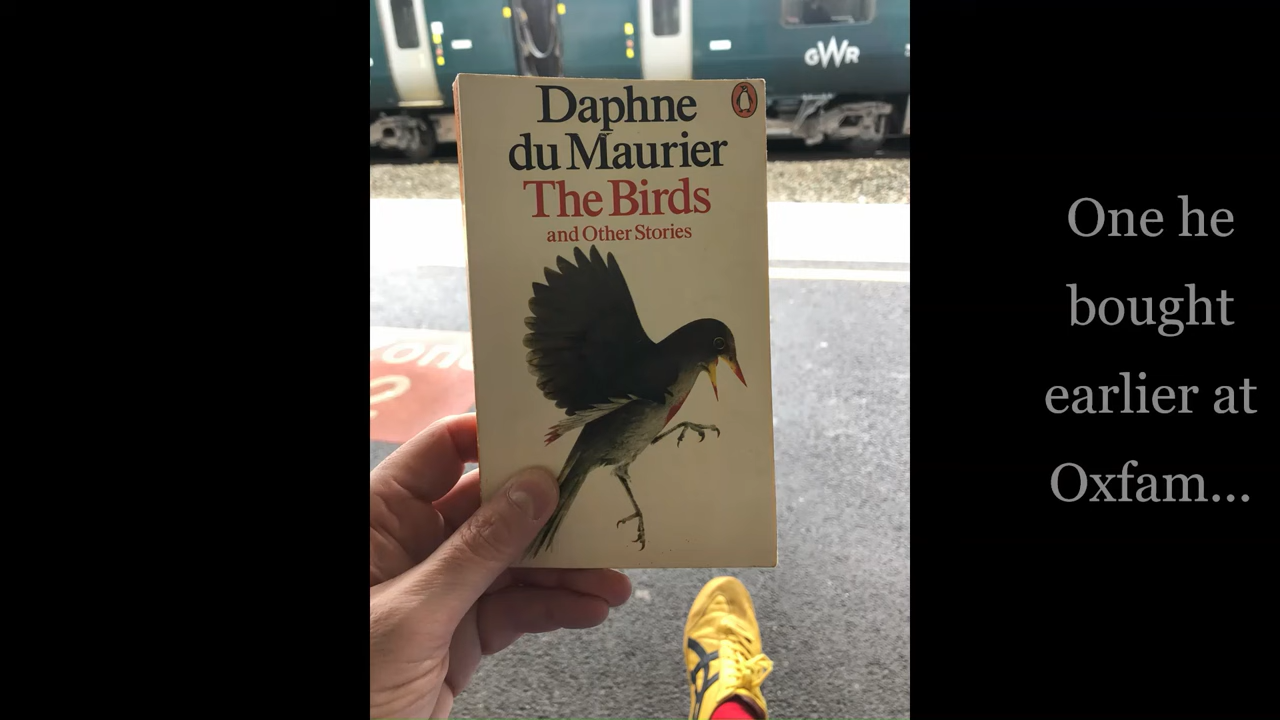 GWR
Daphne
du Maurier
The Birds
and Other Stories
One he
bought
earlier at
Oxfam...